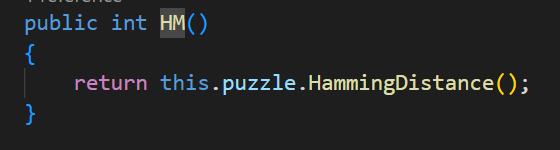 public int HM()
{
return this.puzzle.HammingDistance();
}